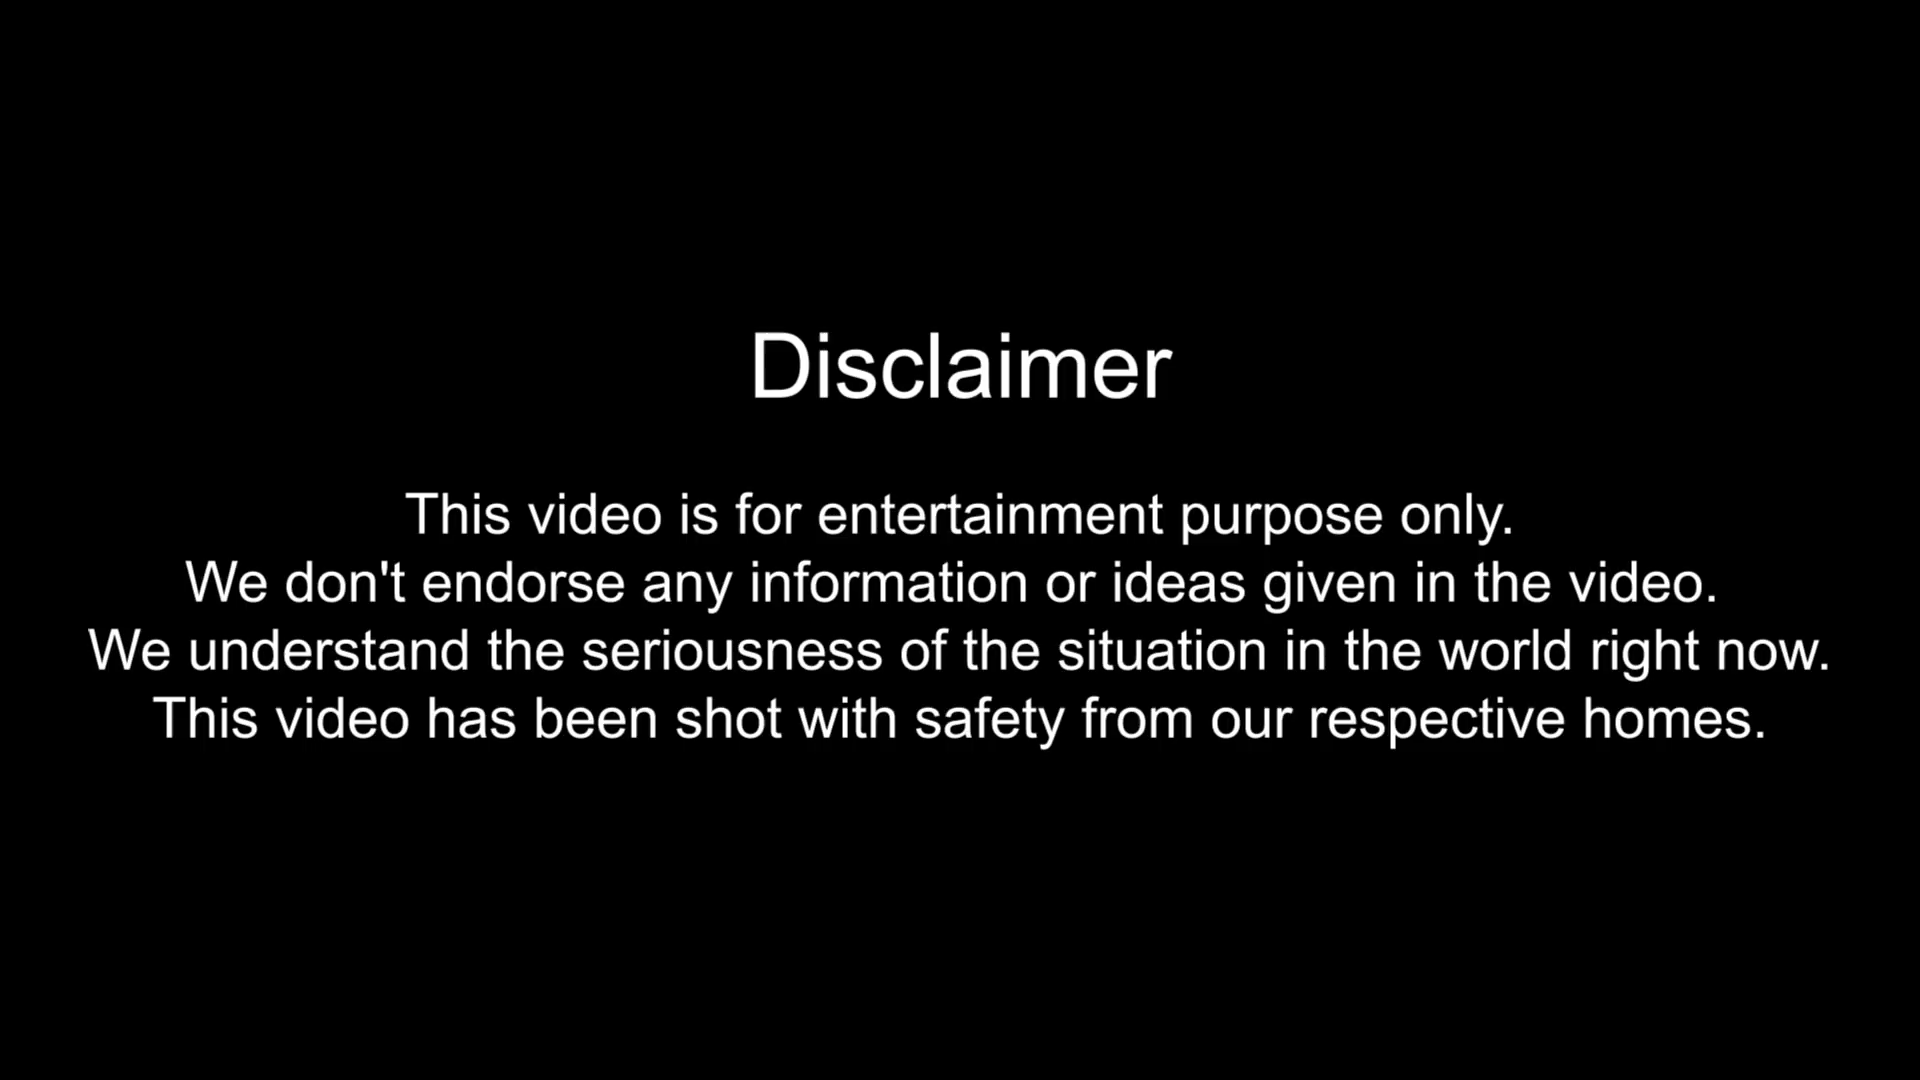 Disclaimer
This video is for entertainment purpose only.
We don't endorse any information or ideas given in the video.
We understand the seriousness of the situation in the world right now.
This video has been shot with safety from our respective homes.